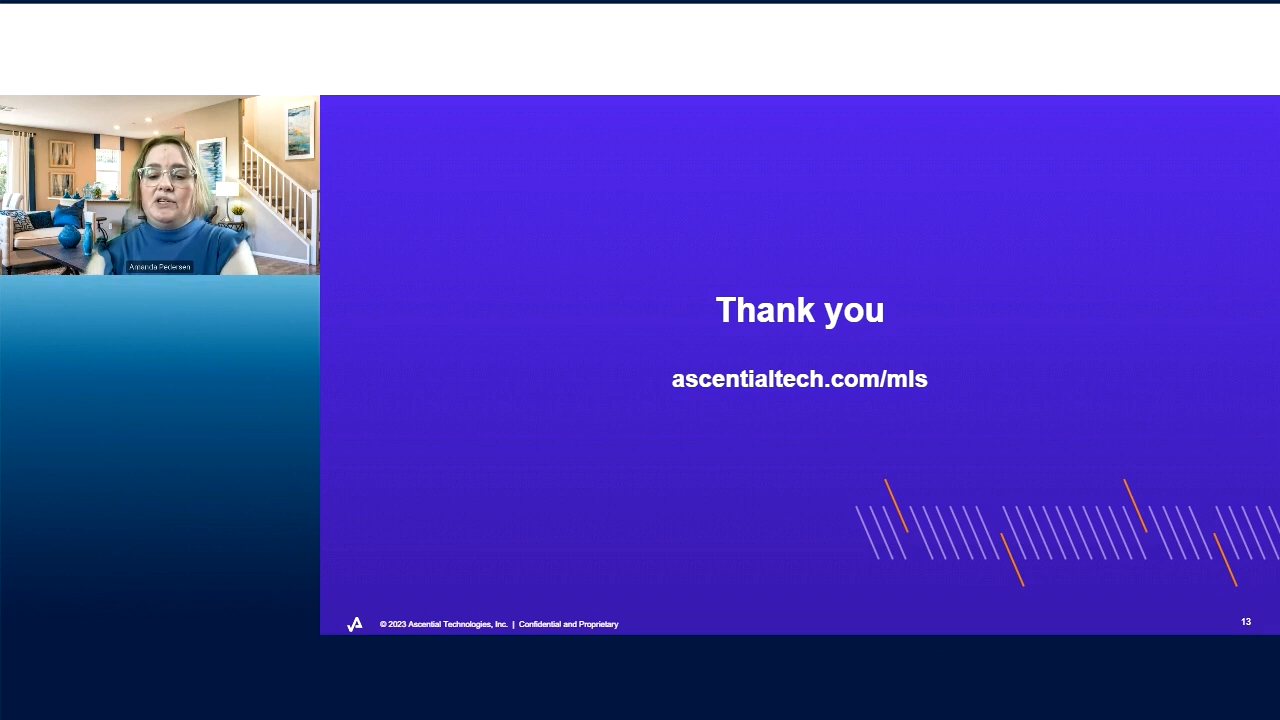 Amanda Pedersen
Thank you
ascentialtech.com/mls
© 2023 Ascential Technologies, Inc. | Confidential and Proprietary
13